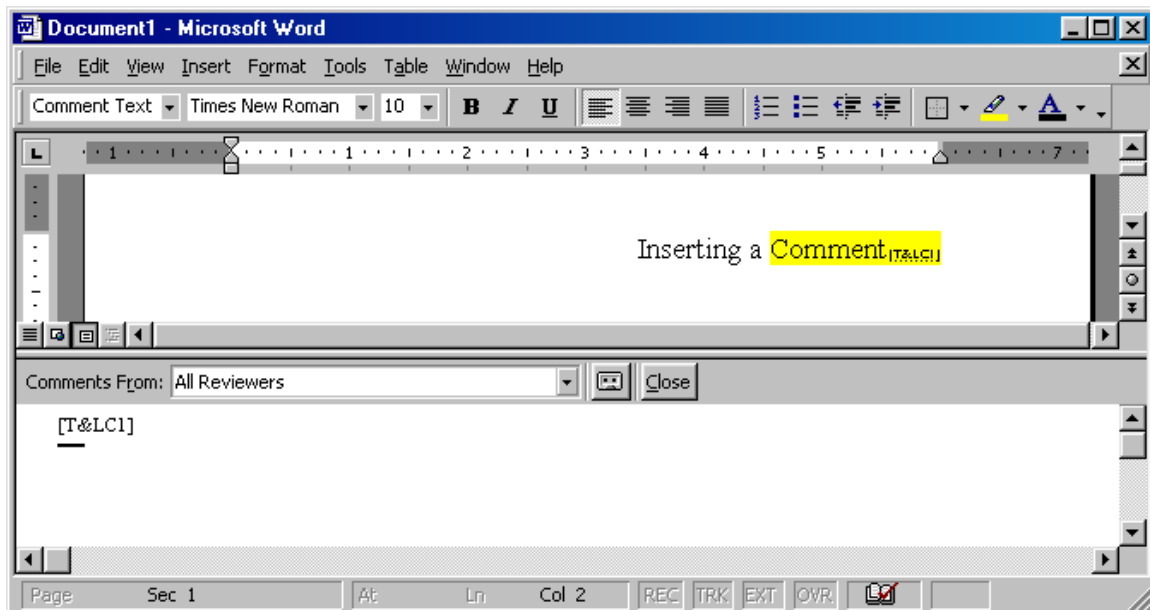 Document1 - Microsoft Word
File Edit View Insert Format Tools Table Window Help
Comment Text Times New Roman 10 B I U A
L 1 1 2 3 4 5 7
Inserting a Comment[T&LC1]
Comments From: All Reviewers Close
[T&LC1]
Page Sec 1 At Ln Col 2 REC TRK EXT OVR